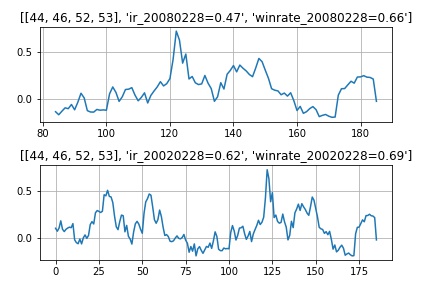 [[44, 46, 52, 53], 'ir_20080228=0.47', 'winrate_20080228=0.66']
0.5
0.0
80 100 120 140 160 180
[[44, 46, 52, 53], 'ir_20020228=0.62', 'winrate_20020228=0.69']
0.5
0.0
0 25 50 75 100 125 150 175